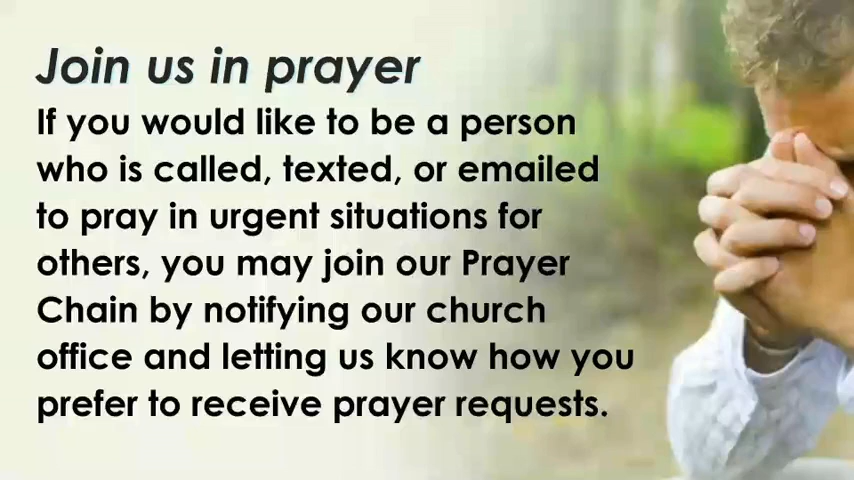 Join us in prayer
If you would like to be a person
who is called, texted, or emailed
to pray in urgent situations for
others, you may join our Prayer
Chain by notifying our church
office and letting us know how you
prefer to receive prayer requests.